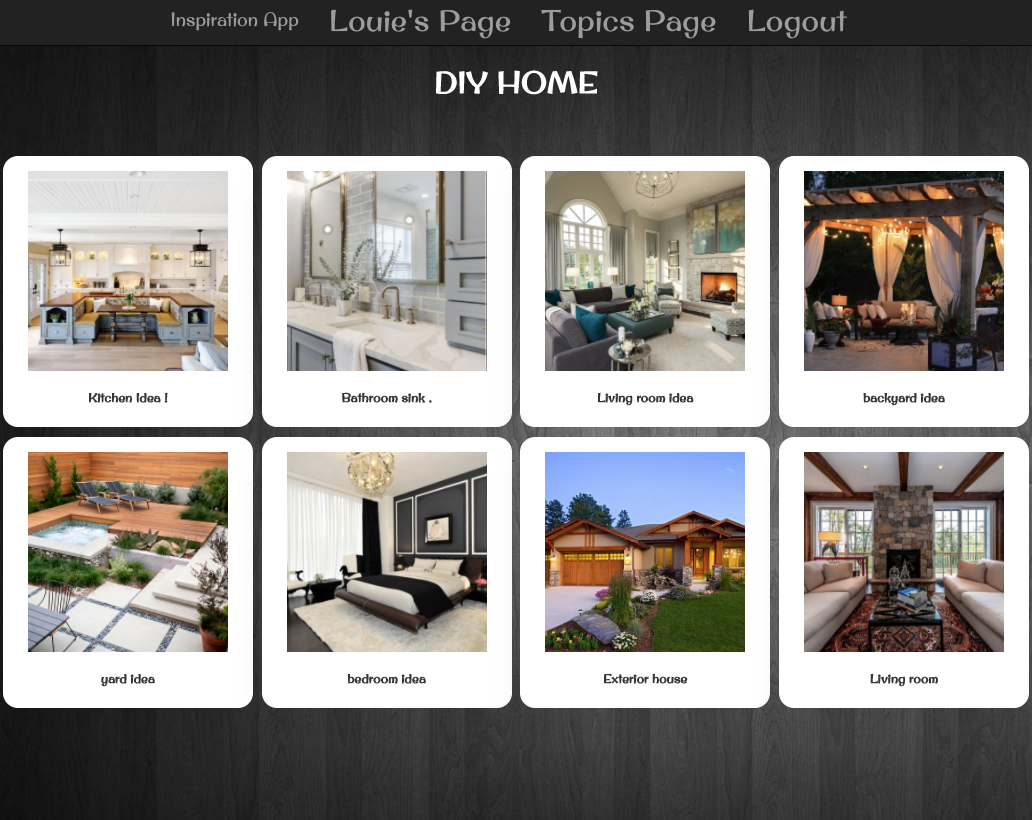 Inspiration App Louie's Page Topics Page Logout
DIY HOME
Kitchen idea !
Bathroom sink .
Living room idea
backyard idea
yard idea
bedroom idea
Exterior house
Living room